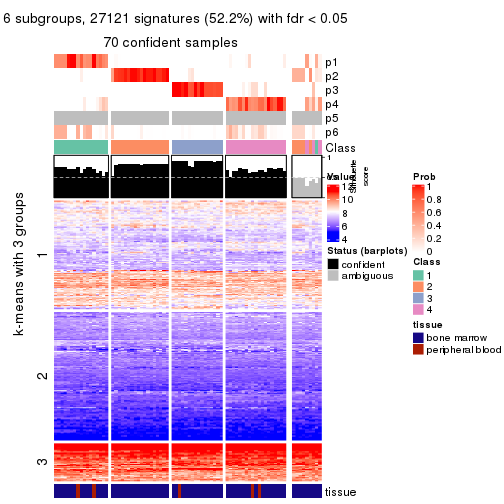 6 subgroups, 27121 signatures (52.2%) with fdr < 0.05
70 confident samples
p1
p2
p3
p4
p5
p6
Class
1
Silhouette
score
k-means with 3 groups
1
2
3
tissue
Value
12
10
8
6
4
Status (barplots)
confident
ambiguous
Prob
1
0.8
0.6
0.4
0.2
0
Class
1
2
3
4
tissue
bone marrow
peripheral blood